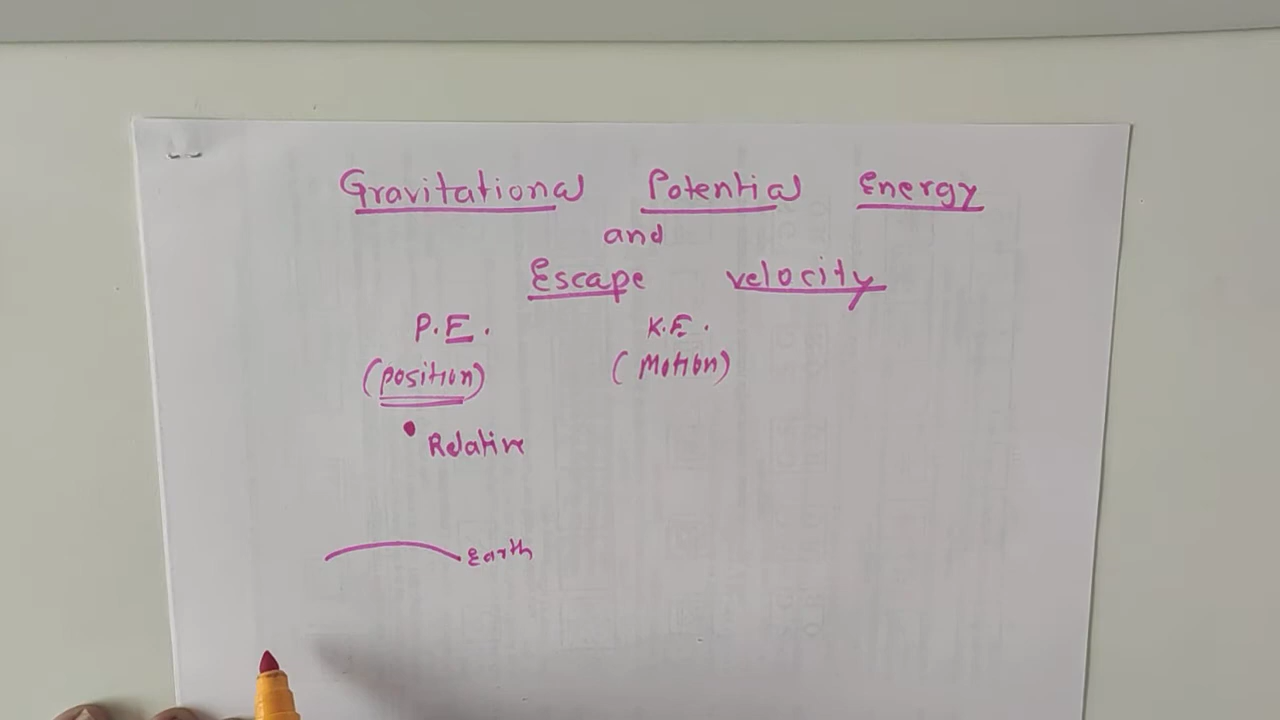 Gravitational Potential Energy
and
Escape velocity
P.E. K.E.
(Position) (Motion)
Relative
Earth